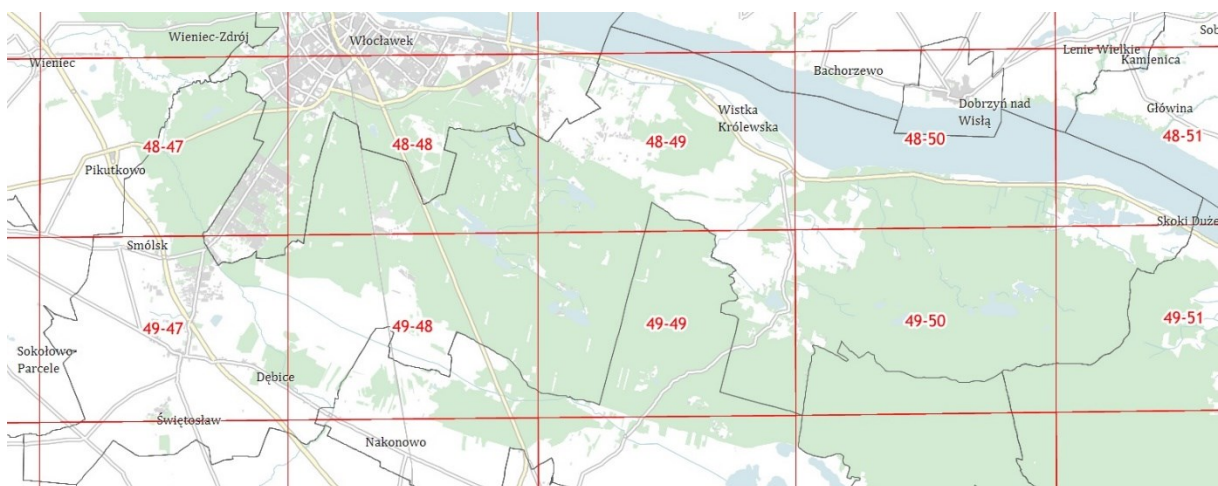 Wieniec-Zdrój
Włocławek
Wieniec
Lenie Wielkie
Kamienica
Bachorzewo
Dobrzyń nad
Wisłą
Wistka
Królewska
Główina
48-47
48-48
48-49
48-50
48-51
Pikutkowo
Skoki Duże
Smólsk
49-47
49-48
49-49
49-50
49-51
Sokołowo-
Parcele
Dębice
Świętosław
Nakonowo